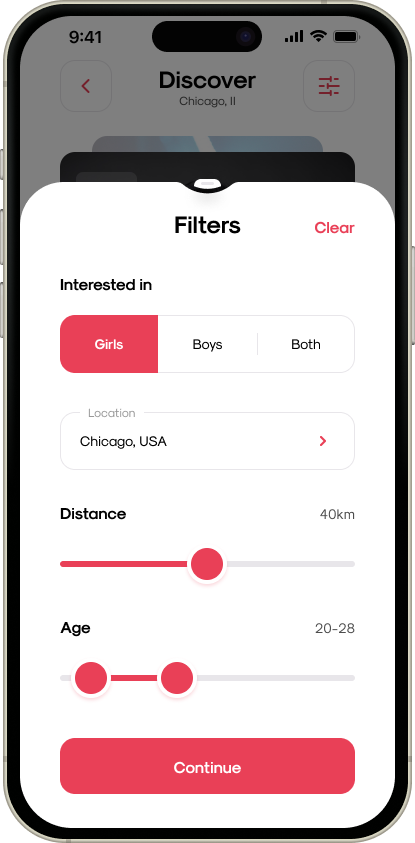 9:41
Discover
Chicago, Il
Filters
Clear
Interested in
Girls
Boys
Both
Location
Chicago, USA
Distance
40km
Age
20-28
Continue